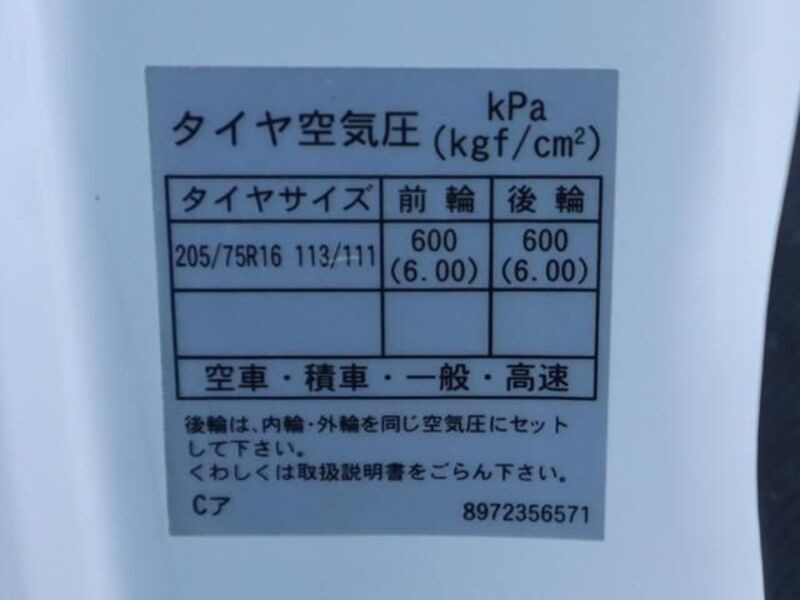 タイヤ空気圧 kPa
(kgf/cm²)
タイヤサイズ 前輪 後輪
205/75R16 113/111 600 (6.00) 600 (6.00)
空車・積車・一般・高速
後輪は、内輪・外輪を同じ空気圧にセット
して下さい。
くわしくは取扱説明書をごらん下さい。
Cア 8972356571